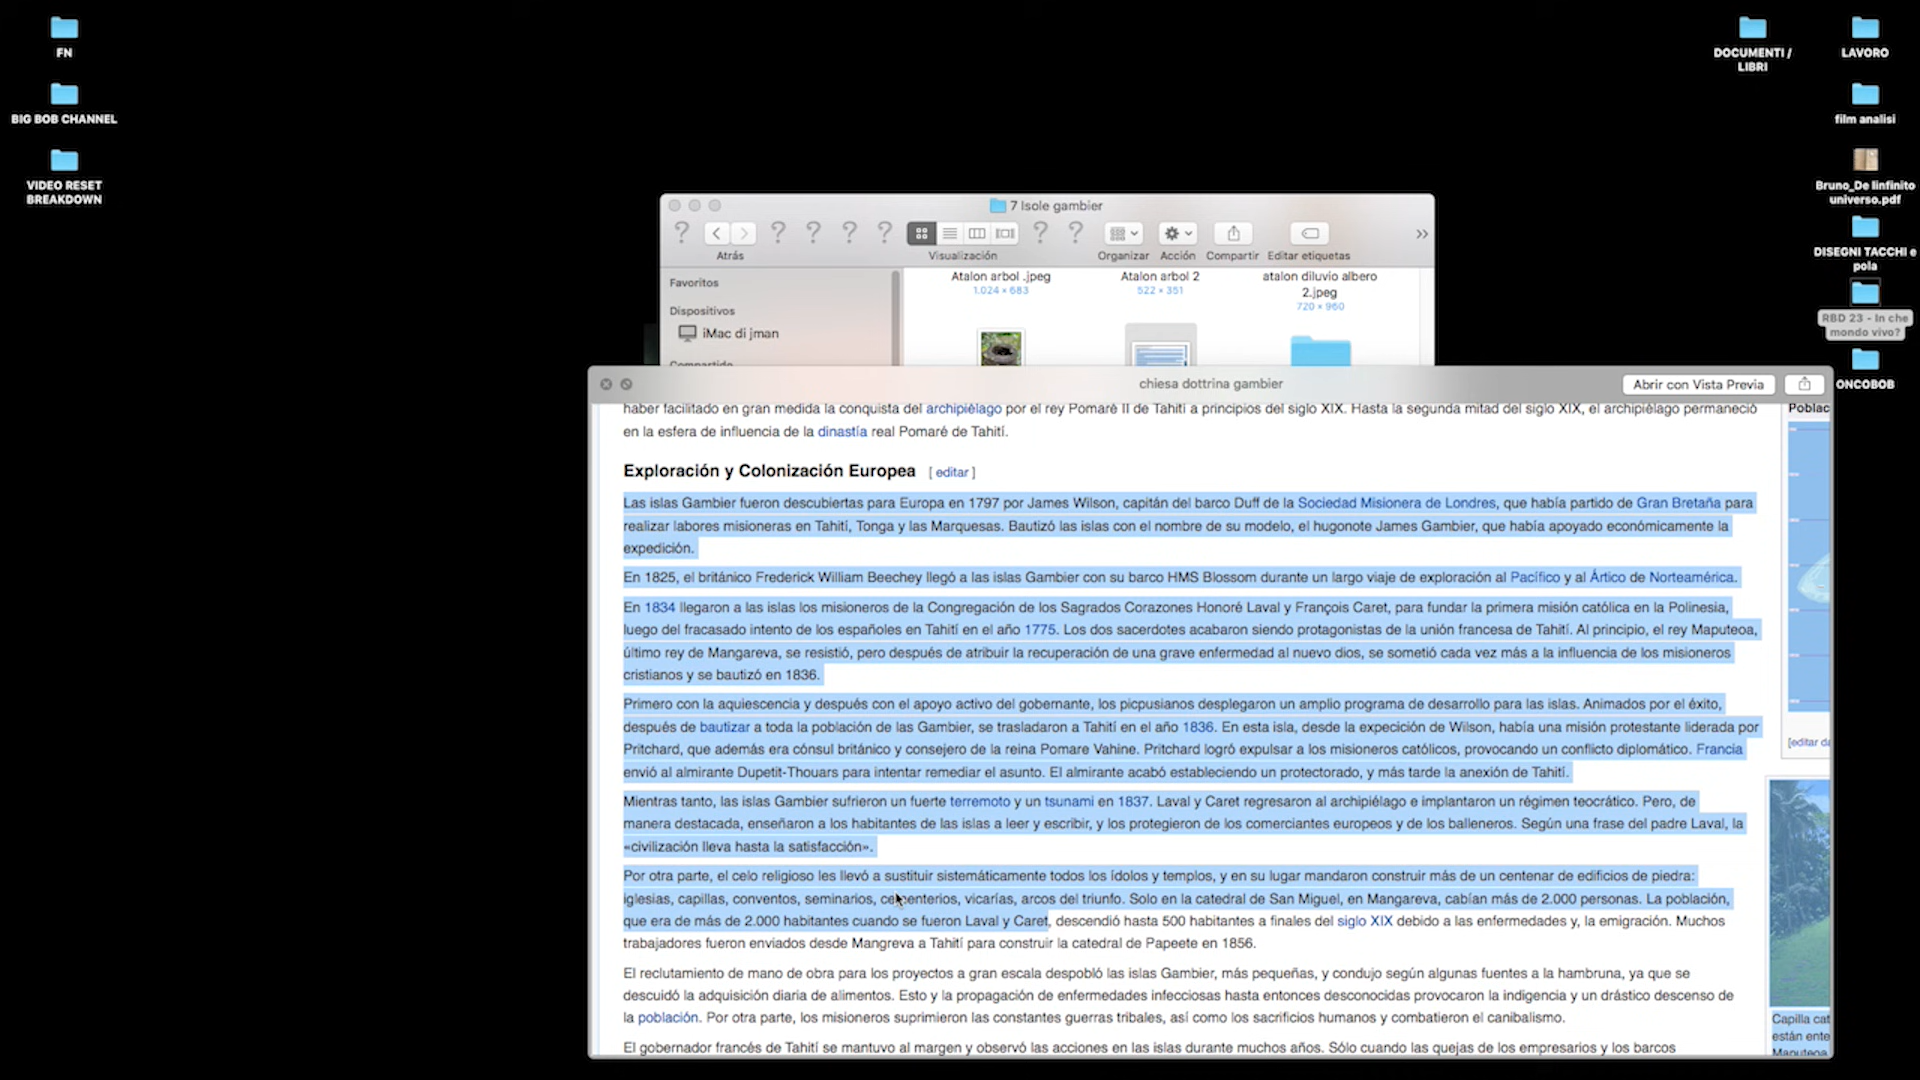 FN
BIG BOB CHANNEL
VIDEO RESET
BREAKDOWN
DOCUMENTI /
LIBRI
LAVORO
film analisi
Bruno_De Iinfinito
universo.pdf
DISEGNI TACCHI e
pola
RBD 23 - In che
mondo vivo?
ONCOBOB
7 Isole gambier
Atrás
Visualización
Organizar
Acción
Compartir
Editar etiquetas
Favoritos
Dispositivos
iMac di jman
Atalon arbol .jpeg
1.024 × 683
Atalon arbol 2
522 × 351
atalon diluvio albero
2.jpeg
720 × 960
chiesa dottrina gambier
Abrir con Vista Previa
haber facilitado en gran medida la conquista del archipiélago por el rey Pomaré II de Tahití a principios del siglo XIX. Hasta la segunda mitad del siglo XIX, el archipiélago permaneció
en la esfera de influencia de la dinastía real Pomaré de Tahití.
Exploración y Colonización Europea [ editar ]
Las islas Gambier fueron descubiertas para Europa en 1797 por James Wilson, capitán del barco Duff de la Sociedad Misionera de Londres, que había partido de Gran Bretaña para
realizar labores misioneras en Tahití, Tonga y las Marquesas. Bautizó las islas con el nombre de su modelo, el hugonote James Gambier, que había apoyado económicamente la
expedición.
En 1825, el británico Frederick William Beechey llegó a las islas Gambier con su barco HMS Blossom durante un largo viaje de exploración al Pacífico y al Ártico de Norteamérica.
En 1834 llegaron a las islas los misioneros de la Congregación de los Sagrados Corazones Honoré Laval y François Caret, para fundar la primera misión católica en la Polinesia,
luego del fracasado intento de los españoles en Tahití en el año 1775. Los dos sacerdotes acabaron siendo protagonistas de la unión francesa de Tahití. Al principio, el rey Maputeoa,
último rey de Mangareva, se resistió, pero después de atribuir la recuperación de una grave enfermedad al nuevo dios, se sometió cada vez más a la influencia de los misioneros
cristianos y se bautizó en 1836.
Primero con la aquiescencia y después con el apoyo activo del gobernante, los picpusianos desplegaron un amplio programa de desarrollo para las islas. Animados por el éxito,
después de bautizar a toda la población de las Gambier, se trasladaron a Tahití en el año 1836. En esta isla, desde la expecición de Wilson, había una misión protestante liderada por
Pritchard, que además era cónsul británico y consejero de la reina Pomare Vahine. Pritchard logró expulsar a los misioneros católicos, provocando un conflicto diplomático. Francia
envió al almirante Dupetit-Thouars para intentar remediar el asunto. El almirante acabó estableciendo un protectorado, y más tarde la anexión de Tahití.
Mientras tanto, las islas Gambier sufrieron un fuerte terremoto y un tsunami en 1837. Laval y Caret regresaron al archipiélago e implantaron un régimen teocrático. Pero, de
manera destacada, enseñaron a los habitantes de las islas a leer y escribir, y los protegieron de los comerciantes europeos y de los balleneros. Según una frase del padre Laval, la
«civilización lleva hasta la satisfacción».
Por otra parte, el celo religioso les llevó a sustituir sistemáticamente todos los ídolos y templos, y en su lugar mandaron construir más de un centenar de edificios de piedra:
iglesias, capillas, conventos, seminarios, cementerios, vicarías, arcos del triunfo. Solo en la catedral de San Miguel, en Mangareva, cabían más de 2.000 personas. La población,
que era de más de 2.000 habitantes cuando se fueron Laval y Caret, descendió hasta 500 habitantes a finales del siglo XIX debido a las enfermedades y, la emigración. Muchos
trabajadores fueron enviados desde Mangreva a Tahití para construir la catedral de Papeete en 1856.
El reclutamiento de mano de obra para los proyectos a gran escala despobló las islas Gambier, más pequeñas, y condujo según algunas fuentes a la hambruna, ya que se
descuidó la adquisición diaria de alimentos. Esto y la propagación de enfermedades infecciosas hasta entonces desconocidas provocaron la indigencia y un drástico descenso de
la población. Por otra parte, los misioneros suprimieron las constantes guerras tribales, así como los sacrificios humanos y combatieron el canibalismo.
El gobernador francés de Tahití se mantuvo al margen y observó las acciones en las islas durante muchos años. Sólo cuando las quejas de los empresarios y los barcos
Poblac
[editar da
Capilla cat
están ente